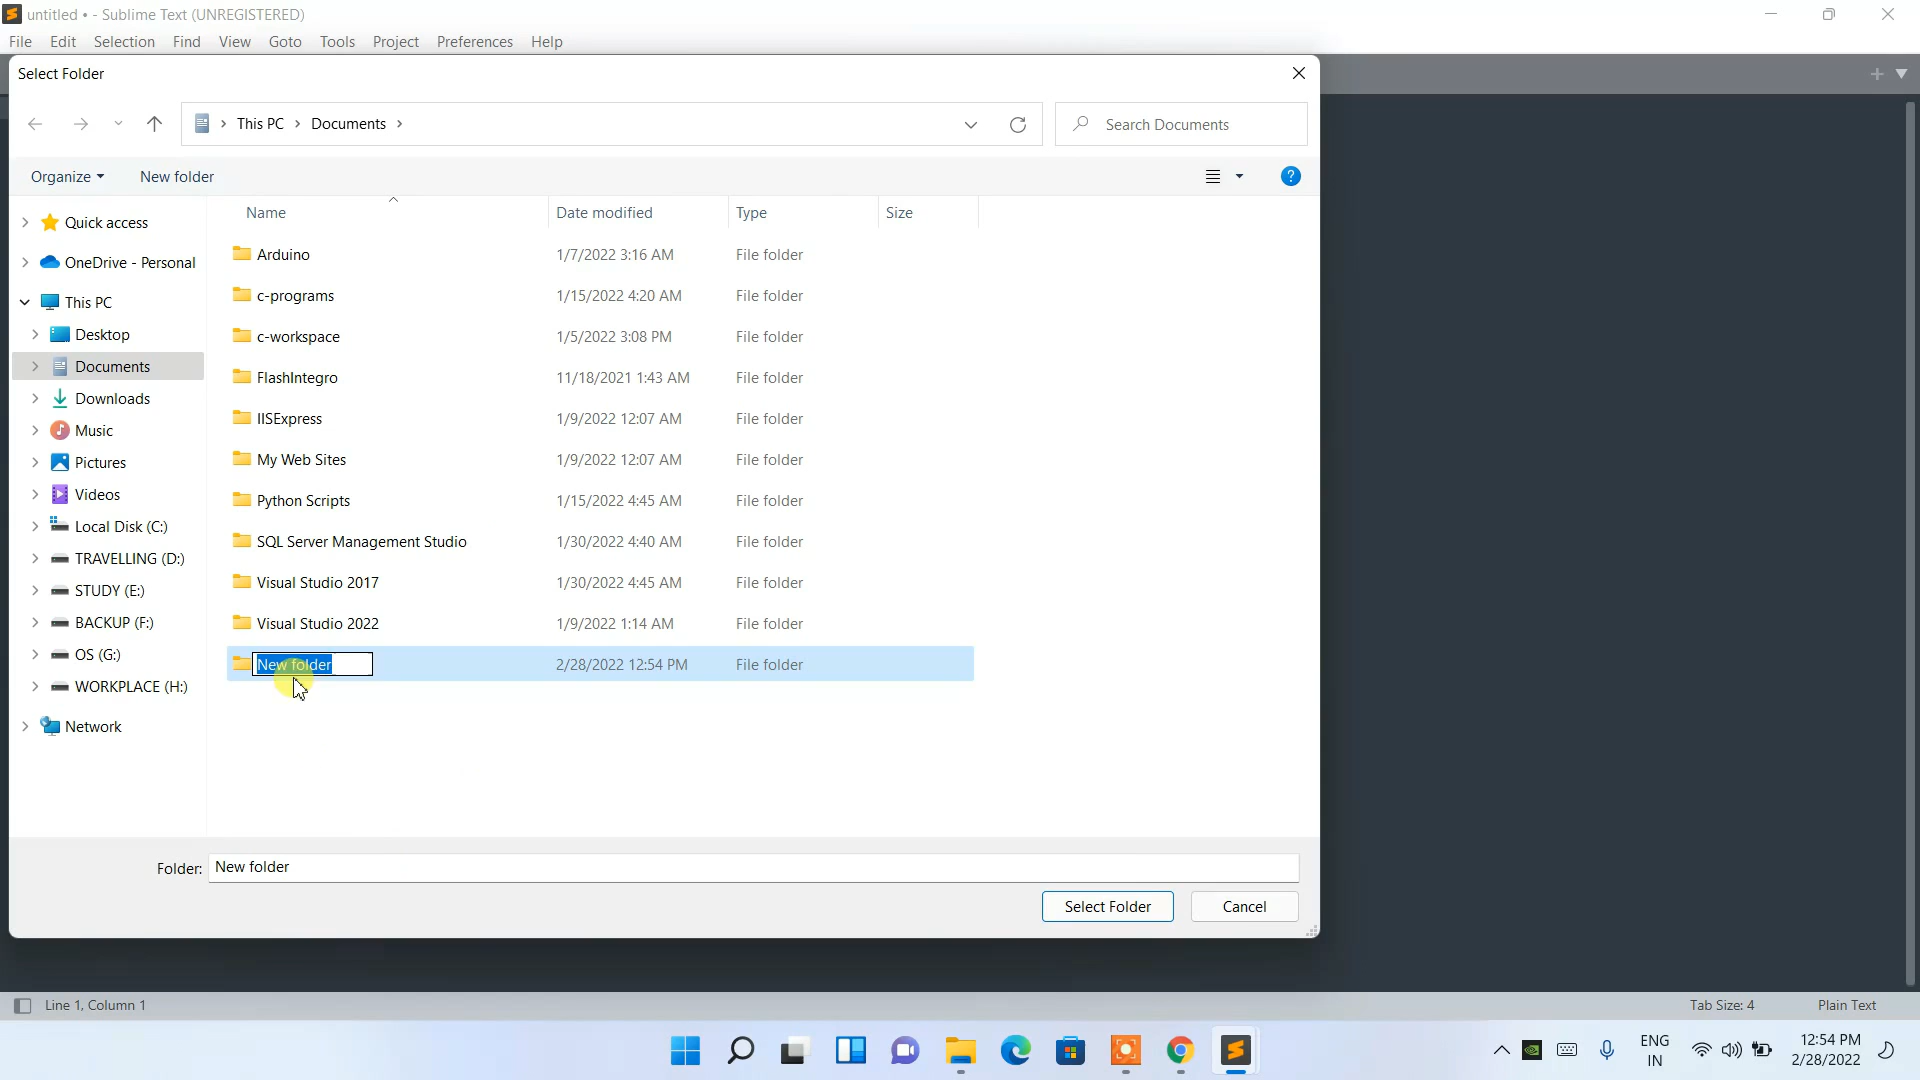 untitled • - Sublime Text (UNREGISTERED)
File Edit Selection Find View Goto Tools Project Preferences Help
Select Folder
This PC > Documents >
Search Documents
Organize New folder
Name Date modified Type Size
Quick access
OneDrive - Personal
This PC
Desktop
Documents
Downloads
Music
Pictures
Videos
Local Disk (C:)
TRAVELLING (D:)
STUDY (E:)
BACKUP (F:)
OS (G:)
WORKPLACE (H:)
Network
Arduino 1/7/2022 3:16 AM File folder
c-programs 1/15/2022 4:20 AM File folder
c-workspace 1/5/2022 3:08 PM File folder
FlashIntegro 11/18/2021 1:43 AM File folder
IISExpress 1/9/2022 12:07 AM File folder
My Web Sites 1/9/2022 12:07 AM File folder
Python Scripts 1/15/2022 4:45 AM File folder
SQL Server Management Studio 1/30/2022 4:40 AM File folder
Visual Studio 2017 1/30/2022 4:45 AM File folder
Visual Studio 2022 1/9/2022 1:14 AM File folder
New folder 2/28/2022 12:54 PM File folder
Folder: New folder
Select Folder Cancel
Line 1, Column 1 Tab Size: 4 Plain Text
ENG
IN
12:54 PM
2/28/2022